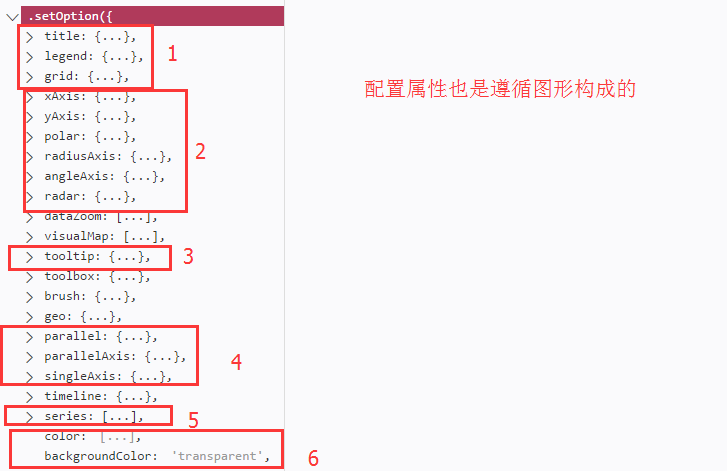 .setOption({
title: {...},
1
legend: {...},
grid: {...},
配置属性也是遵循图形构成的
xAxis: {...},
yAxis: {...},
polar: {...},
2
radiusAxis: {...},
angleAxis: {...},
radar: {...},
dataZoom: [...],
visualMap: [...],
tooltip: {...},
3
toolbox: {...},
brush: {...},
geo: {...},
parallel: {...},
parallelAxis: {...},
4
singleAxis: {...},
timeline: {...},
series: [...],
5
color: [...],
backgroundColor: 'transparent',
6